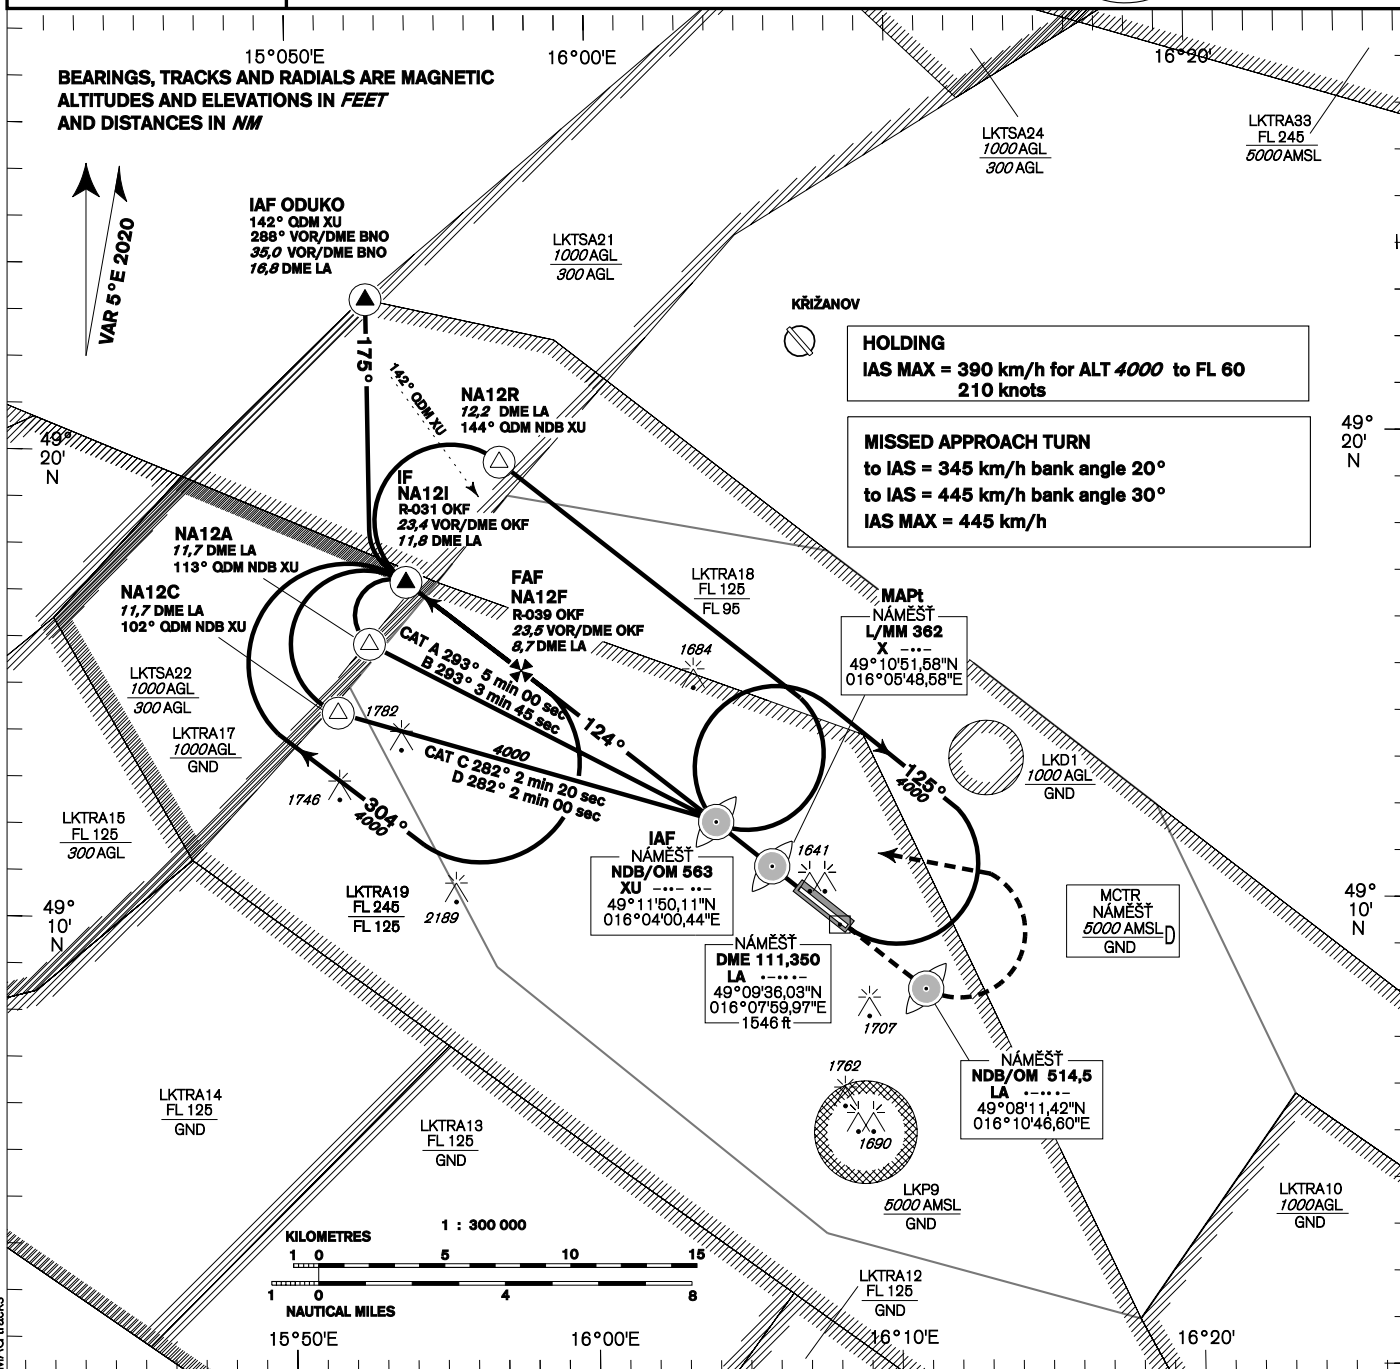 15°050'E
16°00'E
16°20'
BEARINGS, TRACKS AND RADIALS ARE MAGNETIC
ALTITUDES AND ELEVATIONS IN FEET
AND DISTANCES IN NM
VAR 5°E 2020
LKTSA24
1000 AGL
300 AGL
LKTRA33
FL 245
5000 AMSL
IAF ODUKO
142° QDM XU
288° VOR/DME BNO
35,0 VOR/DME BNO
16,8 DME LA
LKTSA21
1000 AGL
300 AGL
KŘIŽANOV
HOLDING
IAS MAX = 390 km/h for ALT 4000 to FL 60
210 knots
175°
142° QDM XU
NA12R
12,2 DME LA
144° QDM NDB XU
MISSED APPROACH TURN
to IAS = 345 km/h bank angle 20°
to IAS = 445 km/h bank angle 30°
IAS MAX = 445 km/h
49°
20'
N
49°
20'
N
IF
NA12I
R-031 OKF
23,4 VOR/DME OKF
11,8 DME LA
NA12A
11,7 DME LA
113° QDM NDB XU
NA12C
11,7 DME LA
102° QDM NDB XU
FAF
NA12F
R-039 OKF
23,5 VOR/DME OKF
8,7 DME LA
LKTRA18
FL 125
FL 95
MAPt
NÁMĚŠŤ
L/MM 362
X -••-
49°10'51,58"N
016°05'48,58"E
1684
CAT A 293° 5 min 00 sec
B 293° 3 min 45 sec
124°
LKTSA22
1000 AGL
300 AGL
LKTRA17
1000AGL
GND
1782
4000
CAT C 282° 2 min 20 sec
D 282° 2 min 00 sec
1746
304°
4000
125°
4000
LKD1
1000 AGL
GND
LKTRA15
FL 125
300 AGL
IAF
NÁMĚŠŤ
NDB/OM 563
XU -••- ••-
49°11'50,11"N
016°04'00,44"E
1641
LKTRA19
FL 245
FL 125
2189
MCTR
NÁMĚŠŤ
5000 AMSL
GND
D
49°
10'
N
49°
10'
N
NÁMĚŠŤ
DME 111,350
LA •-•• •-
49°09'36,03"N
016°07'59,97"E
1546 ft
1707
NÁMĚŠŤ
NDB/OM 514,5
LA •-•• •-
49°08'11,42"N
016°10'46,60"E
1762
1690
LKTRA14
FL 125
GND
LKTRA13
FL 125
GND
LKP9
5000 AMSL
GND
LKTRA10
1000AGL
GND
1 : 300 000
KILOMETRES
1 0 5 10 15
1 0 4 8
NAUTICAL MILES
LKTRA12
FL 125
GND
15°50'E
16°00'E
16°10'E
16°20'